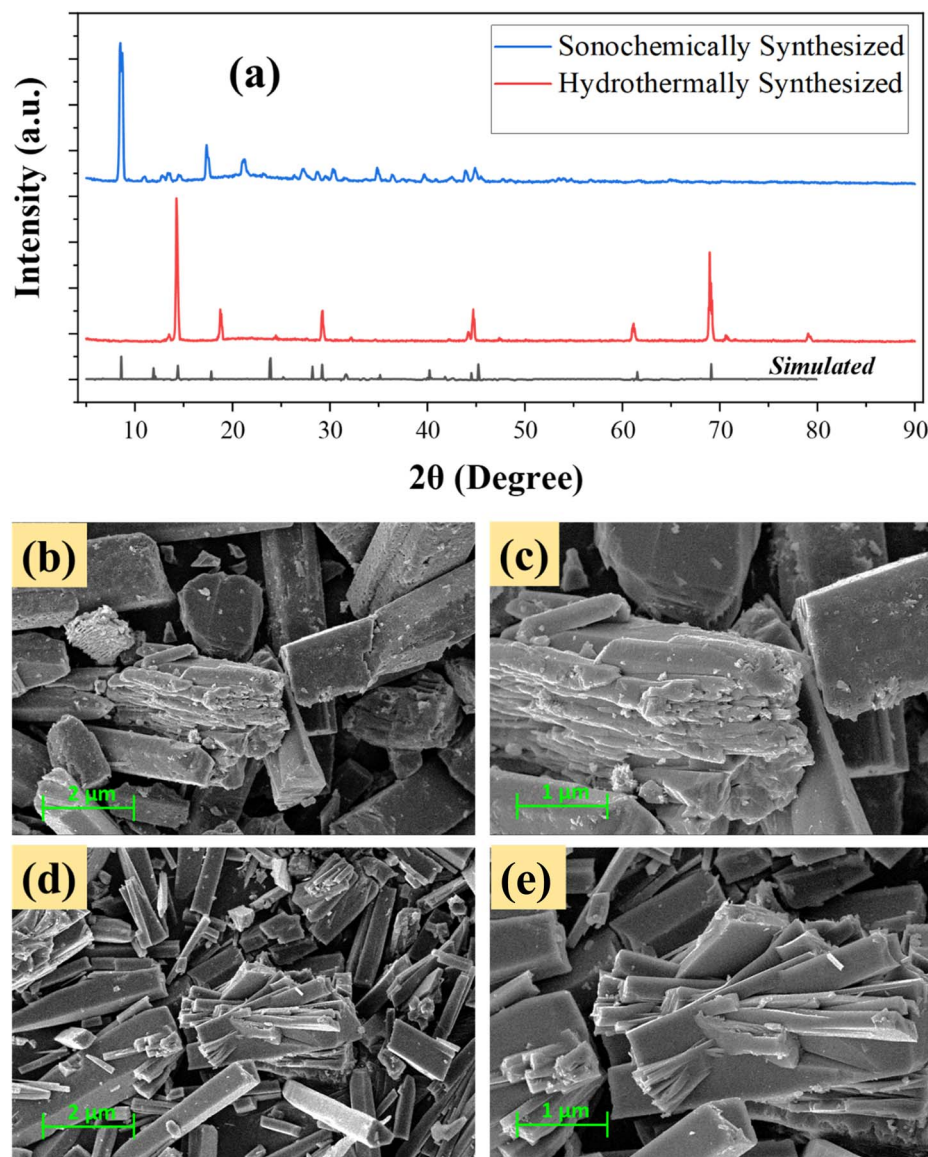 (a)
Sonochemically Synthesized
Hydrothermally Synthesized
Intensity (a.u.)
Simulated
10 20 30 40 50 60 70 80 90
2θ (Degree)
(b)
2 µm
(c)
1 µm
(d)
2 µm
(e)
1 µm